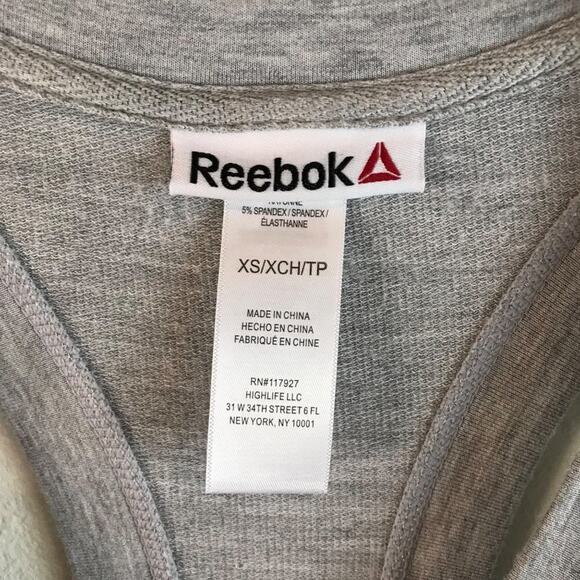 Reebok
5% SPANDEX/SPANDEX/
ÉLASTHANNE
XS/XCH/TP
MADE IN CHINA
HECHO EN CHINA
FABRIQUÉ EN CHINE
RN#117927
HIGHLIFE LLC
31 W 34TH STREET 6 FL
NEW YORK, NY 10001